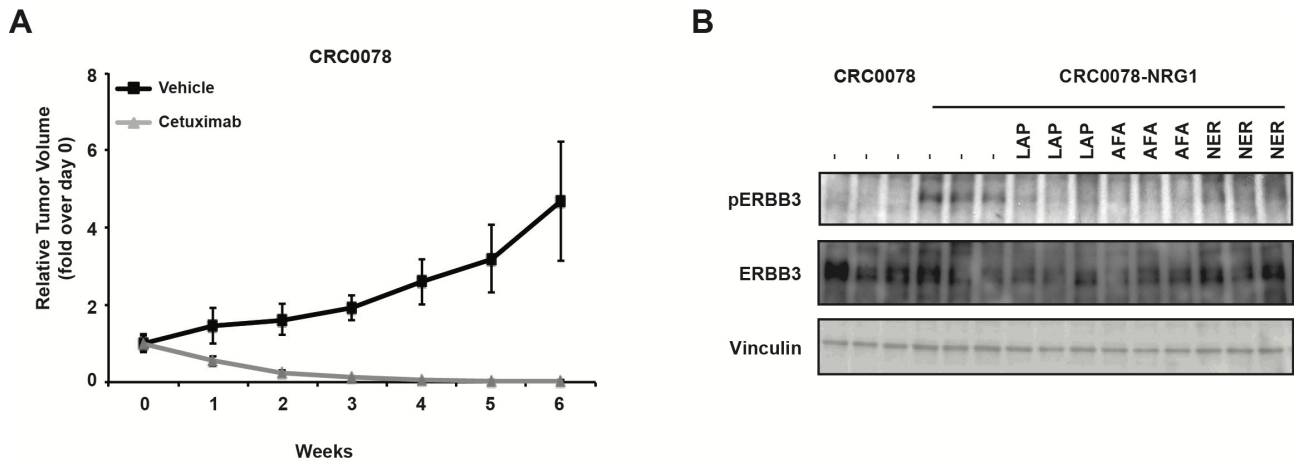 A
CRC0078
Relative Tumor Volume
(fold over day 0)
8
6
4
2
0
Vehicle
Cetuximab
0 1 2 3 4 5 6
Weeks
B
CRC0078 CRC0078-NRG1
- - - - - - LAP LAP LAP AFA AFA AFA NER NER NER
pERBB3
ERBB3
Vinculin